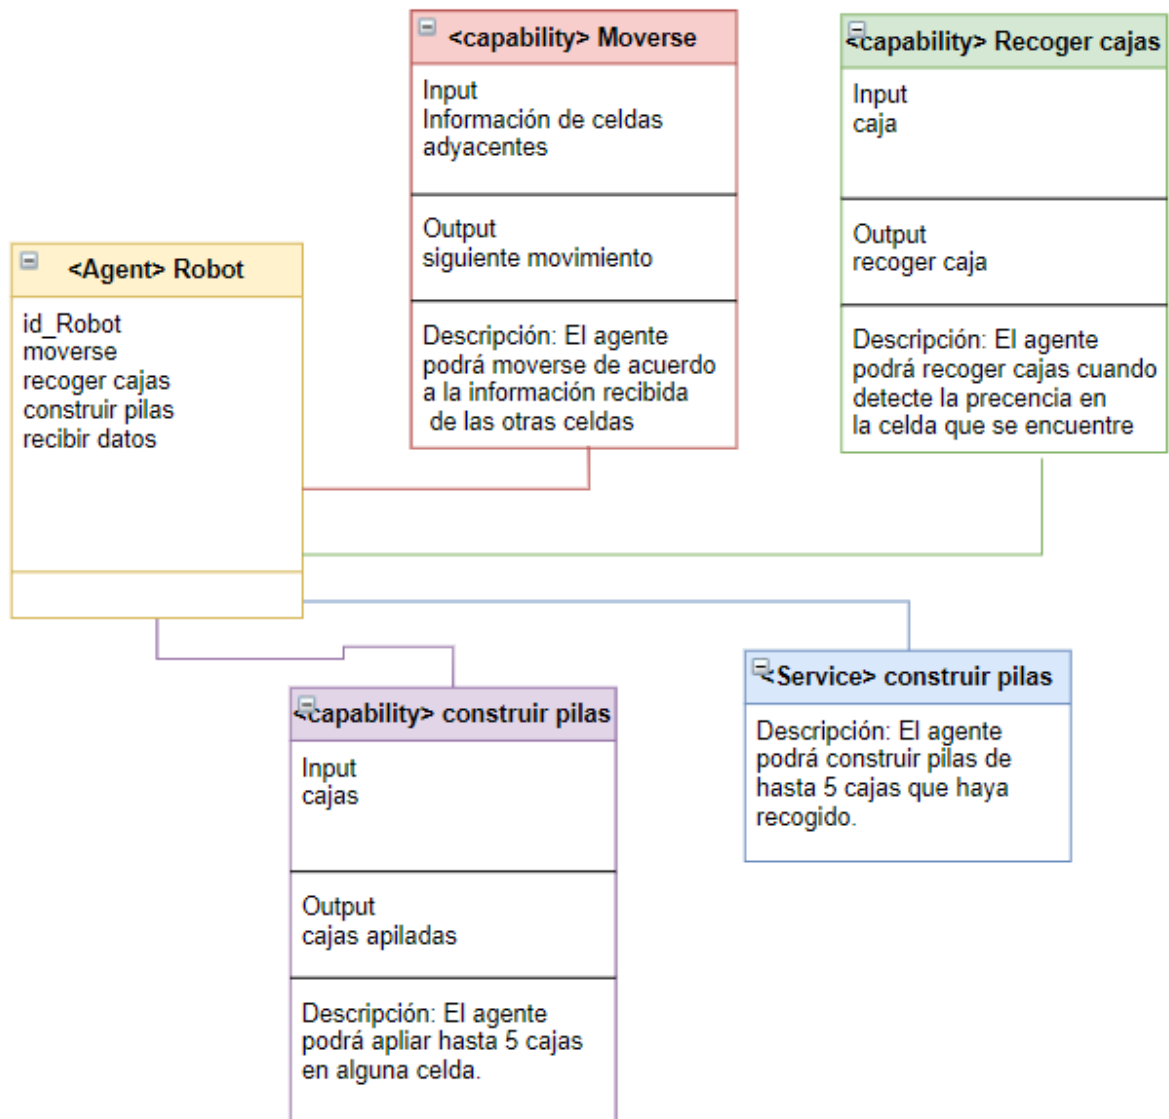 <capability> Moverse
Input
Información de celdas
adyacentes
Output
siguiente movimiento
Descripción: El agente
podrá moverse de acuerdo
a la información recibida
de las otras celdas
<capability> Recoger cajas
Input
caja
Output
recoger caja
Descripción: El agente
podrá recoger cajas cuando
detecte la precencia en
la celda que se encuentre
<Agent> Robot
id_Robot
moverse
recoger cajas
construir pilas
recibir datos
<capability> construir pilas
Input
cajas
Output
cajas apiladas
Descripción: El agente
podrá apliar hasta 5 cajas
en alguna celda.
<Service> construir pilas
Descripción: El agente
podrá construir pilas de
hasta 5 cajas que haya
recogido.